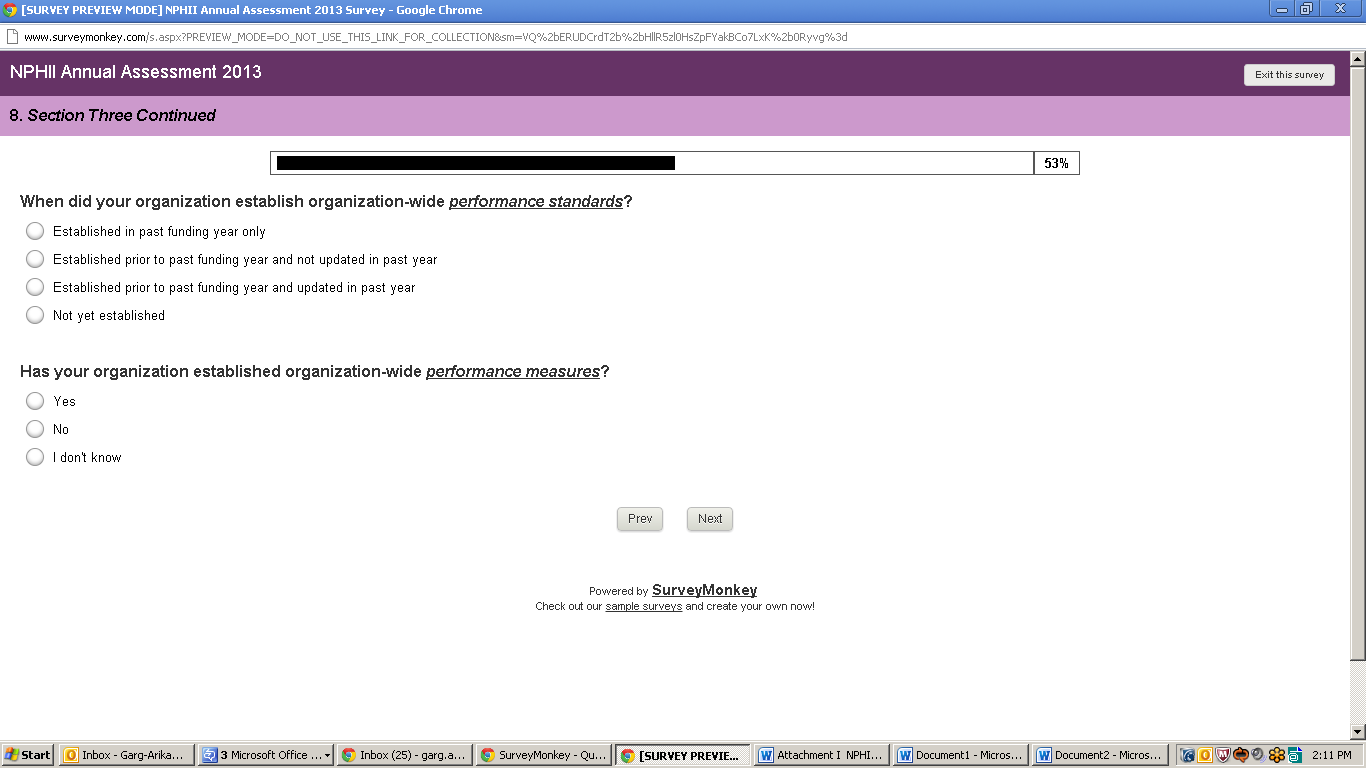 [SURVEY PREVIEW MODE] NPHII Annual Assessment 2013 Survey - Google Chrome
www.surveymonkey.com/s.aspx?PREVIEW_MODE=DO_NOT_USE_THIS_LINK_FOR_COLLECTION&sm=VQ%2bERUDCrdT2b%2bHllR5zl0HsZpFYakBCo7LxK%2b0Ryvg%3d
NPHII Annual Assessment 2013
Exit this survey
8. Section Three Continued
53%
When did your organization establish organization-wide performance standards?
Established in past funding year only
Established prior to past funding year and not updated in past year
Established prior to past funding year and updated in past year
Not yet established
Has your organization established organization-wide performance measures?
Yes
No
I don't know
Prev Next
Powered by SurveyMonkey
Check out our sample surveys and create your own now!
Start Inbox - Garg-Arika... 3 Microsoft Office ... Inbox (25) - garg.a... SurveyMonkey - Qu... [SURVEY PREVIE... Attachment I NPHI... Document1 - Micros... Document2 - Micros... 2:11 PM